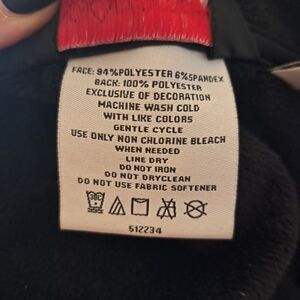 FACE: 94%POLYESTER 6%SPANDEX
BACK: 100% POLYESTER
EXCLUSIVE OF DECORATION
MACHINE WASH COLD
WITH LIKE COLORS
GENTLE CYCLE
USE ONLY NON CHLORINE BLEACH
WHEN NEEDED
LINE DRY
DO NOT IRON
DO NOT DRYCLEAN
DO NOT USE FABRIC SOFTENER
512234